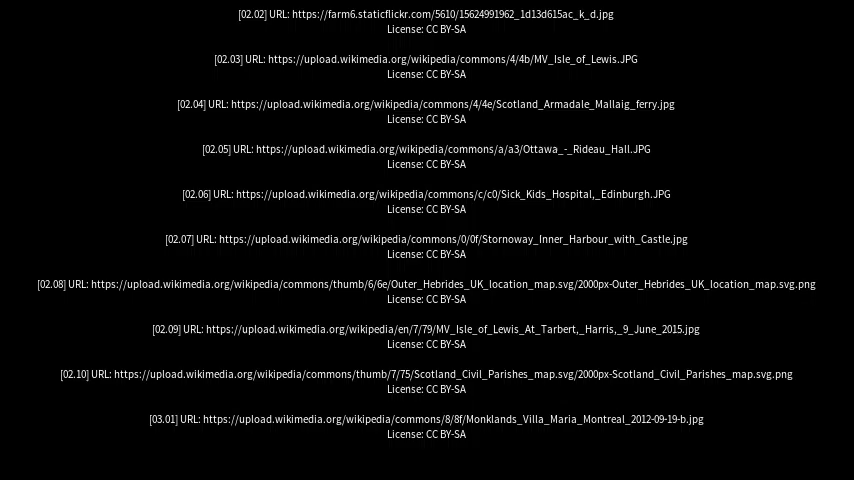 [02.02] URL: https://farm6.staticflickr.com/5610/15624991962_1d13d615ac_k_d.jpg
License: CC BY-SA
[02.03] URL: https://upload.wikimedia.org/wikipedia/commons/4/4b/MV_Isle_of_Lewis.JPG
License: CC BY-SA
[02.04] URL: https://upload.wikimedia.org/wikipedia/commons/4/4e/Scotland_Armadale_Mallaig_ferry.jpg
License: CC BY-SA
[02.05] URL: https://upload.wikimedia.org/wikipedia/commons/a/a3/Ottawa_-_Rideau_Hall.JPG
License: CC BY-SA
[02.06] URL: https://upload.wikimedia.org/wikipedia/commons/c/c0/Sick_Kids_Hospital,_Edinburgh.JPG
License: CC BY-SA
[02.07] URL: https://upload.wikimedia.org/wikipedia/commons/0/0f/Stornoway_Inner_Harbour_with_Castle.jpg
License: CC BY-SA
[02.08] URL: https://upload.wikimedia.org/wikipedia/commons/thumb/6/6e/Outer_Hebrides_UK_location_map.svg/2000px-Outer_Hebrides_UK_location_map.svg.png
License: CC BY-SA
[02.09] URL: https://upload.wikimedia.org/wikipedia/en/7/79/MV_Isle_of_Lewis_At_Tarbert,_Harris,_9_June_2015.jpg
License: CC BY-SA
[02.10] URL: https://upload.wikimedia.org/wikipedia/commons/thumb/7/75/Scotland_Civil_Parishes_map.svg/2000px-Scotland_Civil_Parishes_map.svg.png
License: CC BY-SA
[03.01] URL: https://upload.wikimedia.org/wikipedia/commons/8/8f/Monklands_Villa_Maria_Montreal_2012-09-19-b.jpg
License: CC BY-SA